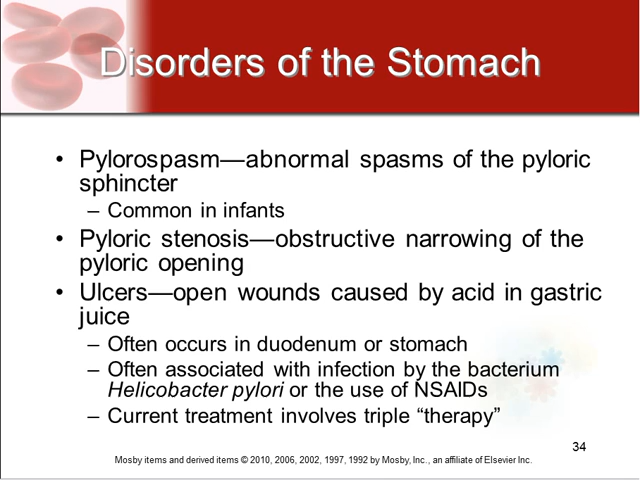 Disorders of the Stomach
• Pylorospasm—abnormal spasms of the pyloric
sphincter
– Common in infants
• Pyloric stenosis—obstructive narrowing of the
pyloric opening
• Ulcers—open wounds caused by acid in gastric
juice
– Often occurs in duodenum or stomach
– Often associated with infection by the bacterium
Helicobacter pylori or the use of NSAIDs
– Current treatment involves triple “therapy”
34
Mosby items and derived items © 2010, 2006, 2002, 1997, 1992 by Mosby, Inc., an affiliate of Elsevier Inc.